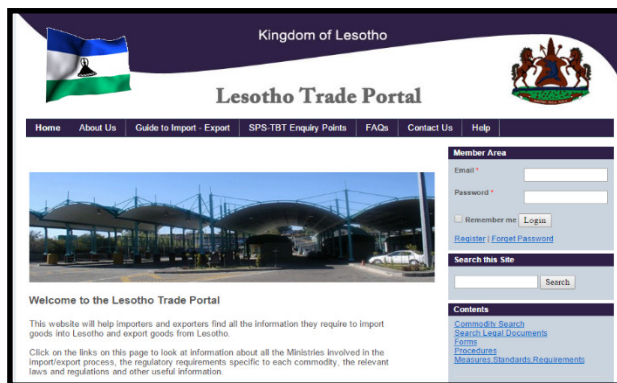 Kingdom of Lesotho
Lesotho Trade Portal
Home About Us Guide to Import - Export SPS-TBT Enquiry Points FAQs Contact Us Help
Member Area
Email *
Password *
Remember me Login
Register | Forget Password
Search this Site
Search
Contents
Commodity Search
Search Legal Documents
Forms
Procedures
Measures,Standards,Requirements
Welcome to the Lesotho Trade Portal
This website will help importers and exporters find all the information they require to import
goods into Lesotho and export goods from Lesotho.
Click on the links on this page to look at information about all the Ministries involved in the
import/export process, the regulatory requirements specific to each commodity, the relevant
laws and regulations and other useful information.